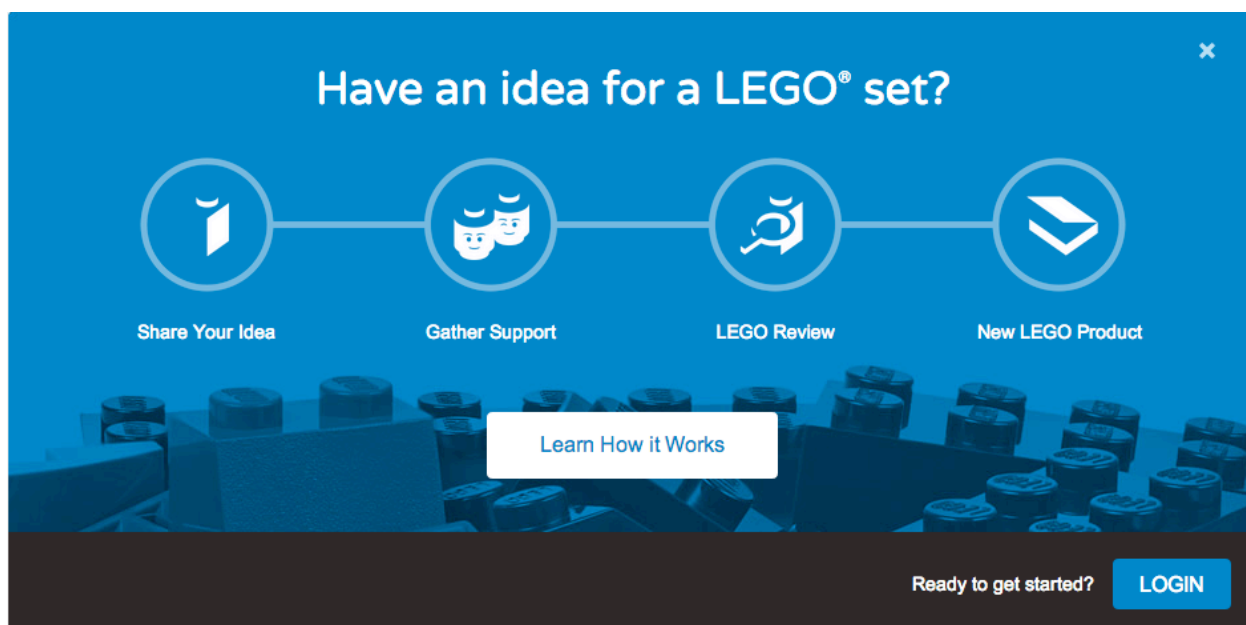 Have an idea for a LEGO® set?
Share Your Idea
Gather Support
LEGO Review
New LEGO Product
Learn How it Works
Ready to get started?
LOGIN